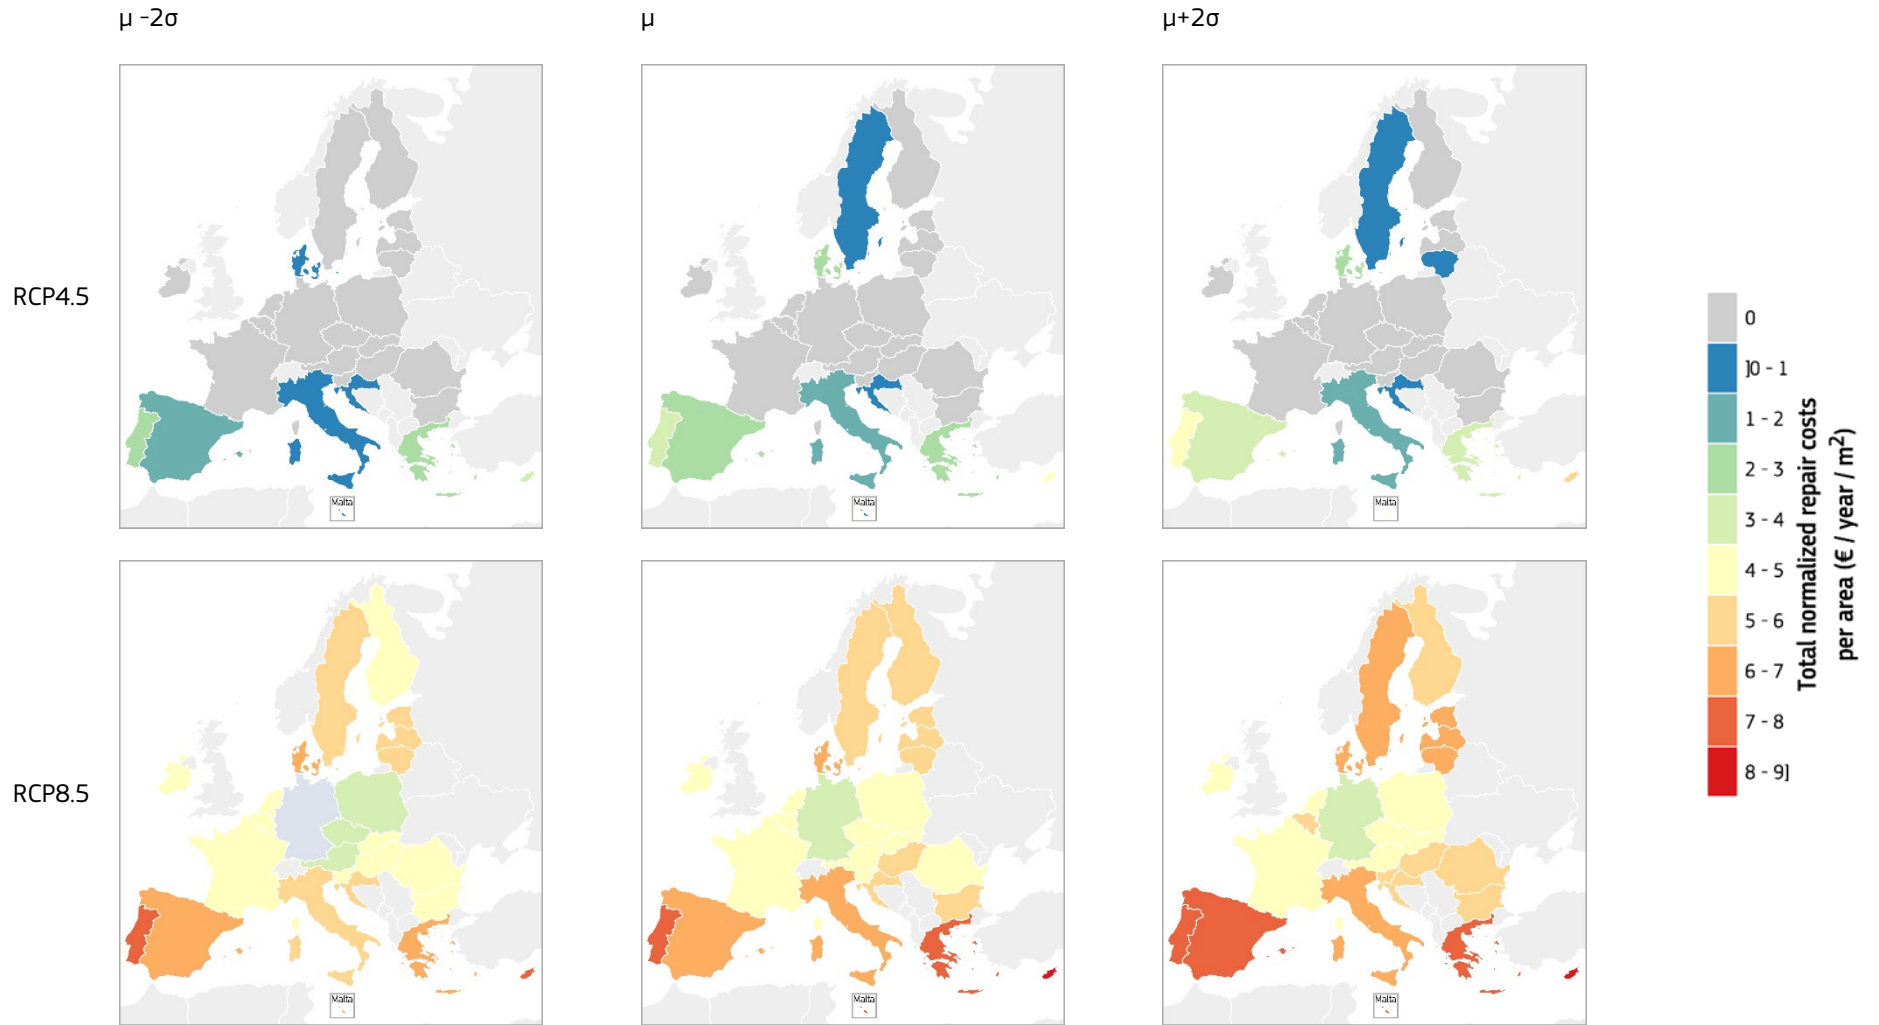 μ -2σ
μ
μ+2σ
RCP4.5
Malta
Malta
Malta
RCP8.5
Malta
Malta
Malta
0
]0 - 1
1 - 2
2 - 3
3 - 4
4 - 5
5 - 6
6 - 7
7 - 8
8 - 9]
Total normalized repair costs
per area (€ / year / m²)